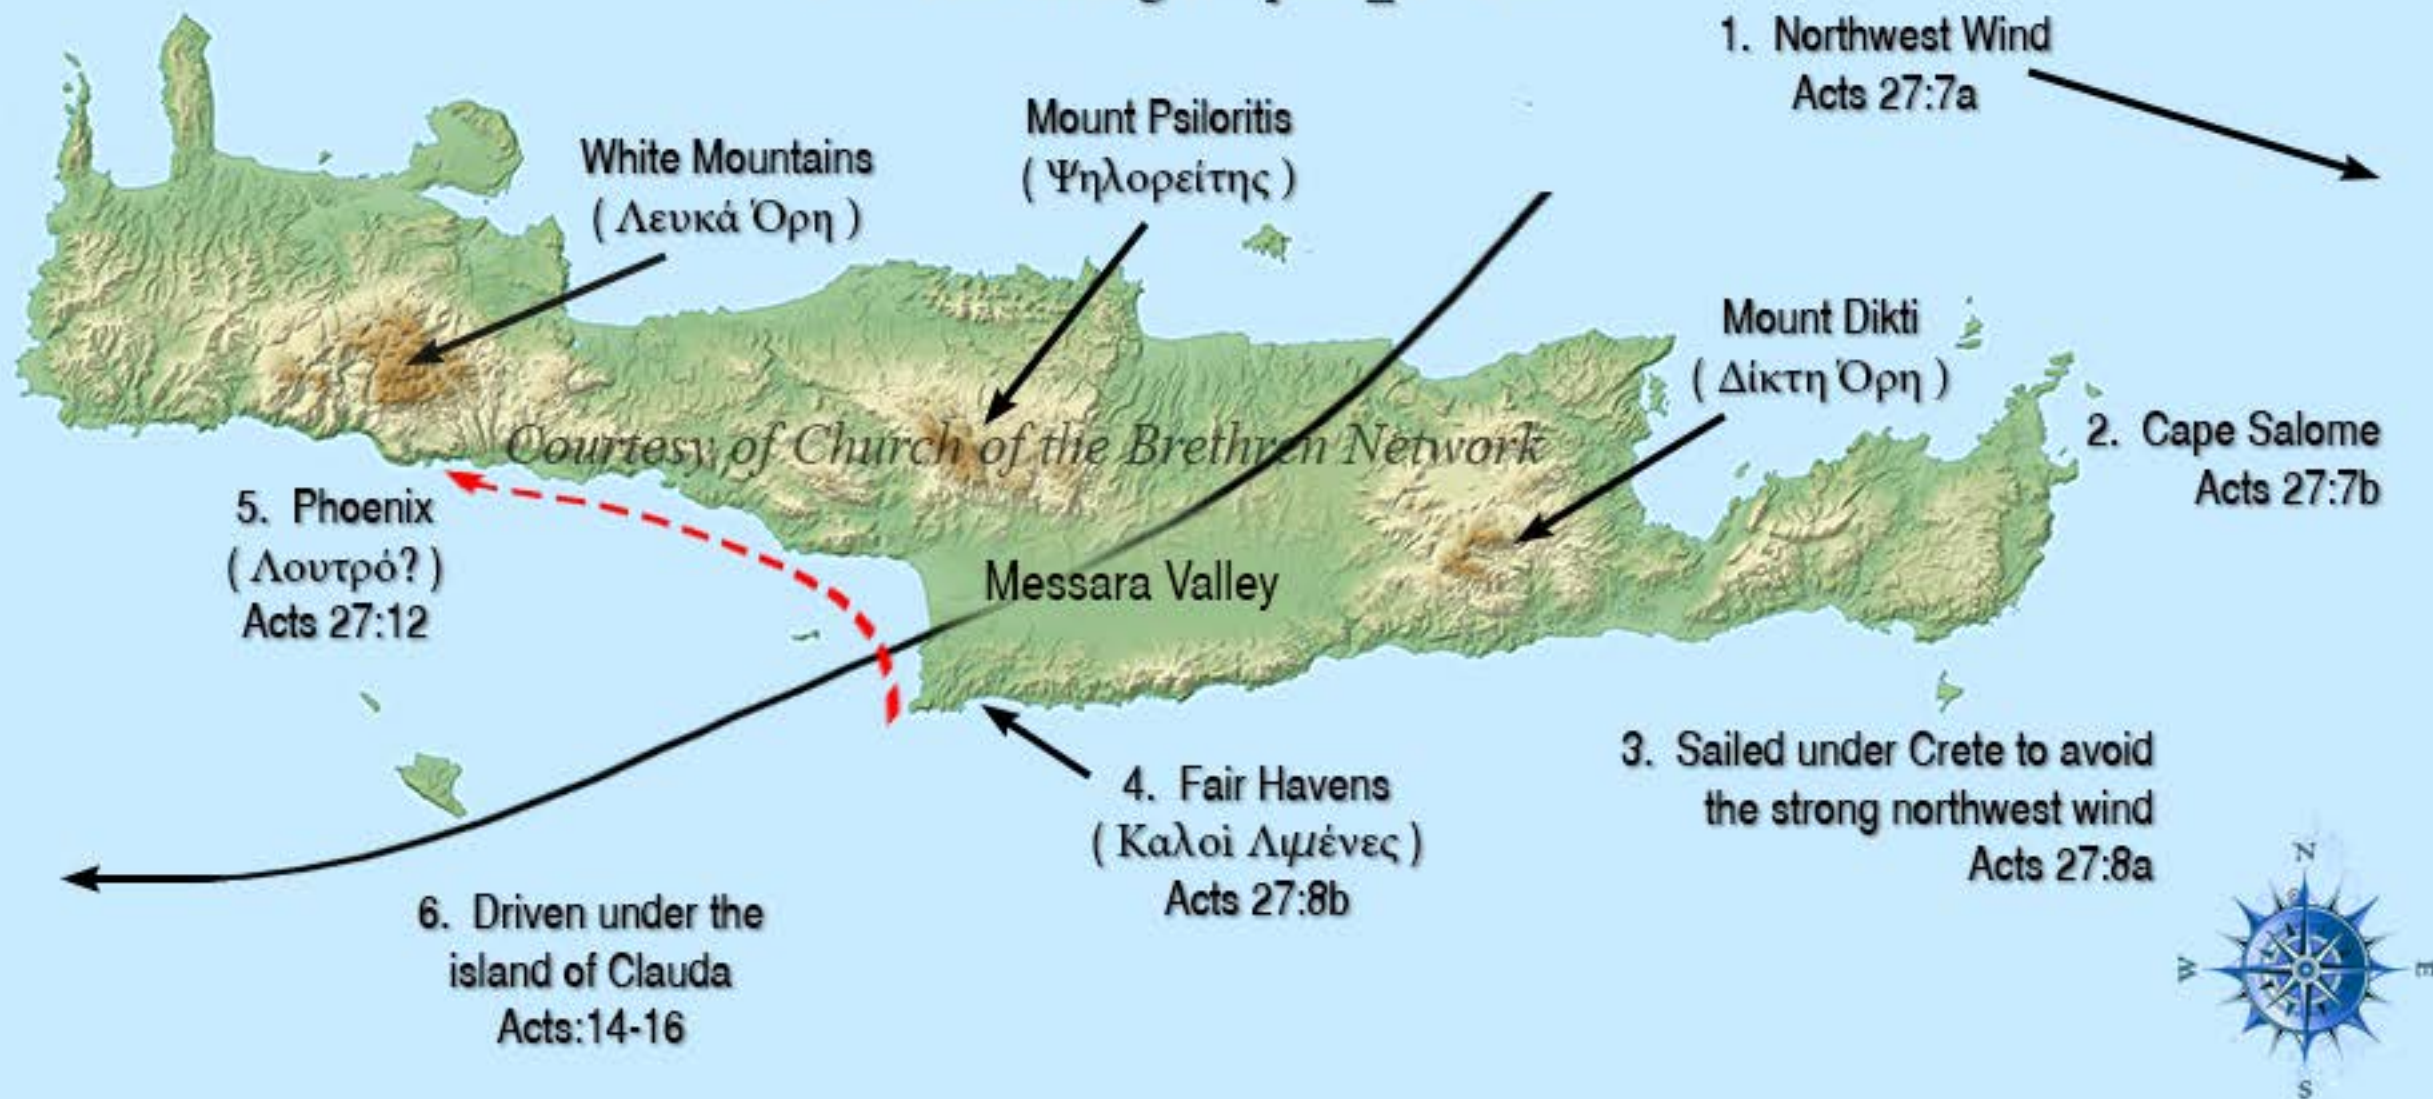 1. Northwest Wind
Acts 27:7a
Mount Psiloritis
( Ψηλορείτης )
White Mountains
( Λευκά Όρη )
Mount Dikti
( Δίκτη Όρη )
2. Cape Salome
Acts 27:7b
Courtesy of Church of the Brethren Network
5. Phoenix
( Λουτρό? )
Acts 27:12
Messara Valley
3. Sailed under Crete to avoid
the strong northwest wind
Acts 27:8a
4. Fair Havens
( Καλοὶ Λιμένες )
Acts 27:8b
6. Driven under the
island of Clauda
Acts:14-16
N
W
E
S